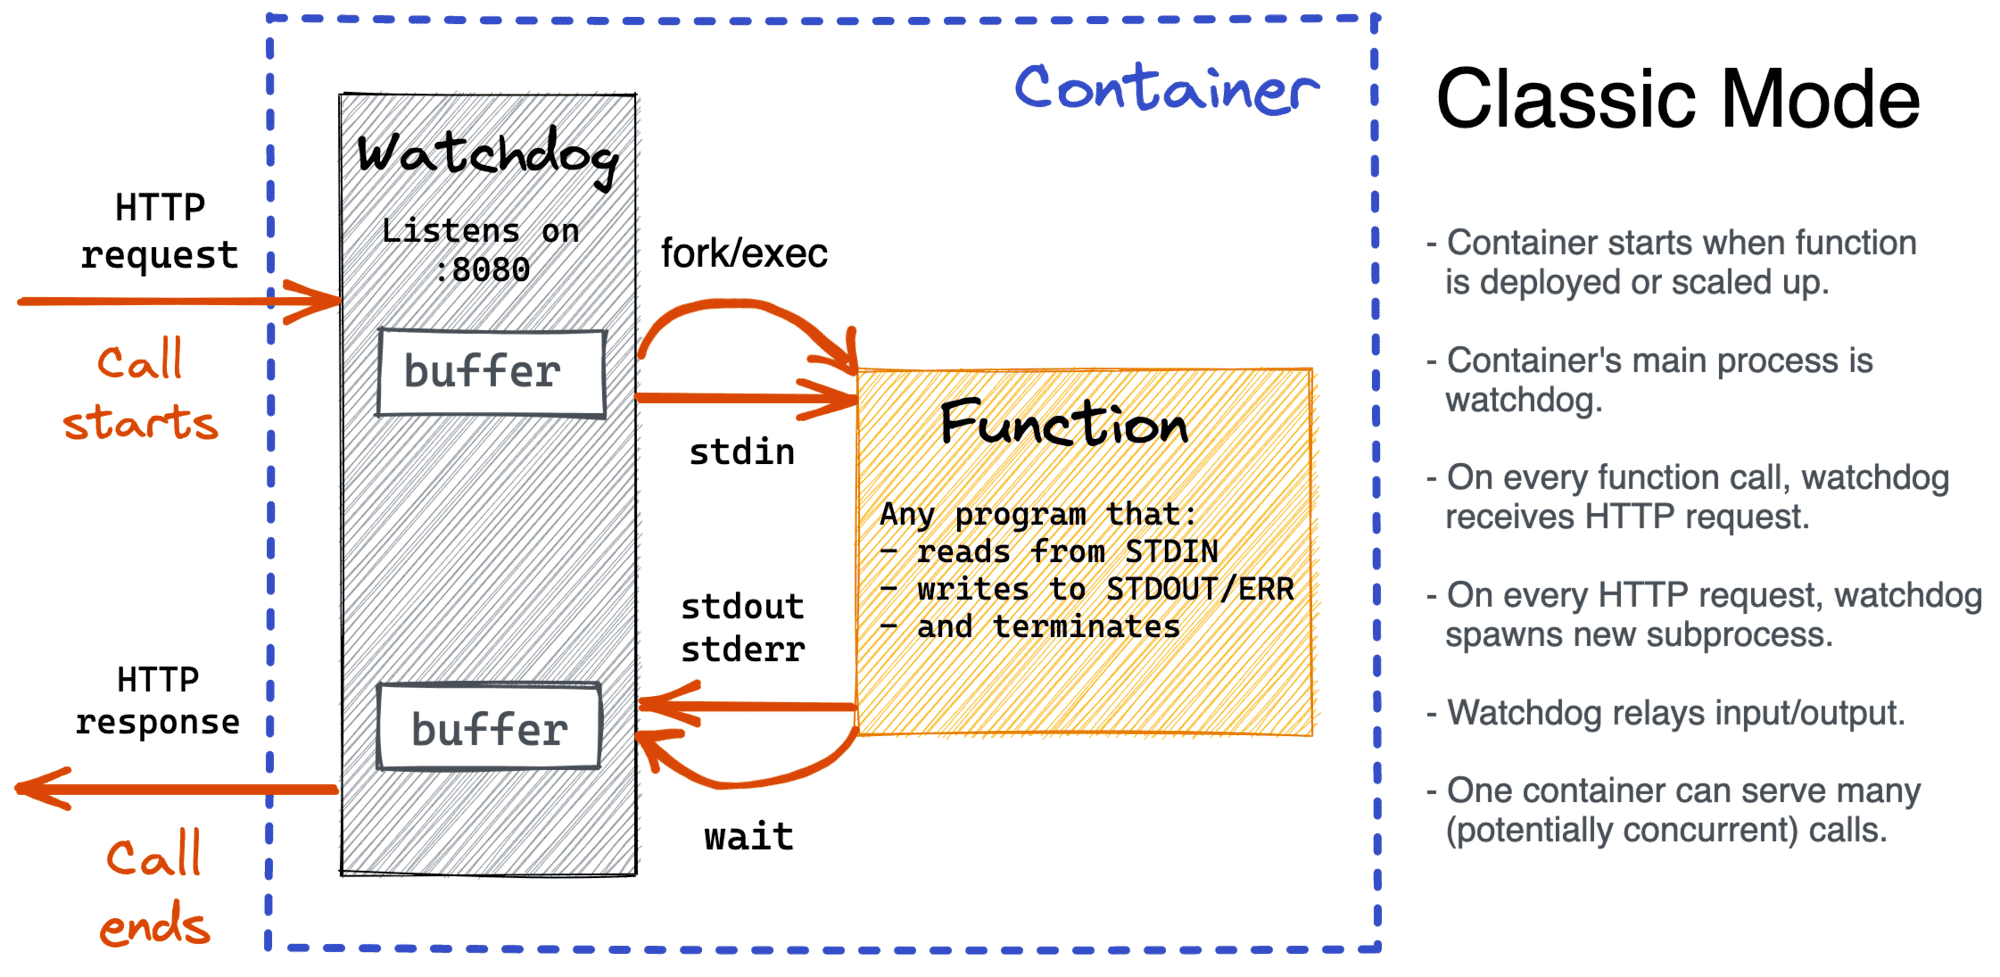 Container
Classic Mode
Watchdog
Listens on
:8080
HTTP
request
Call
starts
buffer
fork/exec
stdin
Function
Any program that:
- reads from STDIN
- writes to STDOUT/ERR
- and terminates
stdout
stderr
buffer
wait
HTTP
response
Call
ends
- Container starts when function
is deployed or scaled up.
- Container's main process is
watchdog.
- On every function call, watchdog
receives HTTP request.
- On every HTTP request, watchdog
spawns new subprocess.
- Watchdog relays input/output.
- One container can serve many
(potentially concurrent) calls.